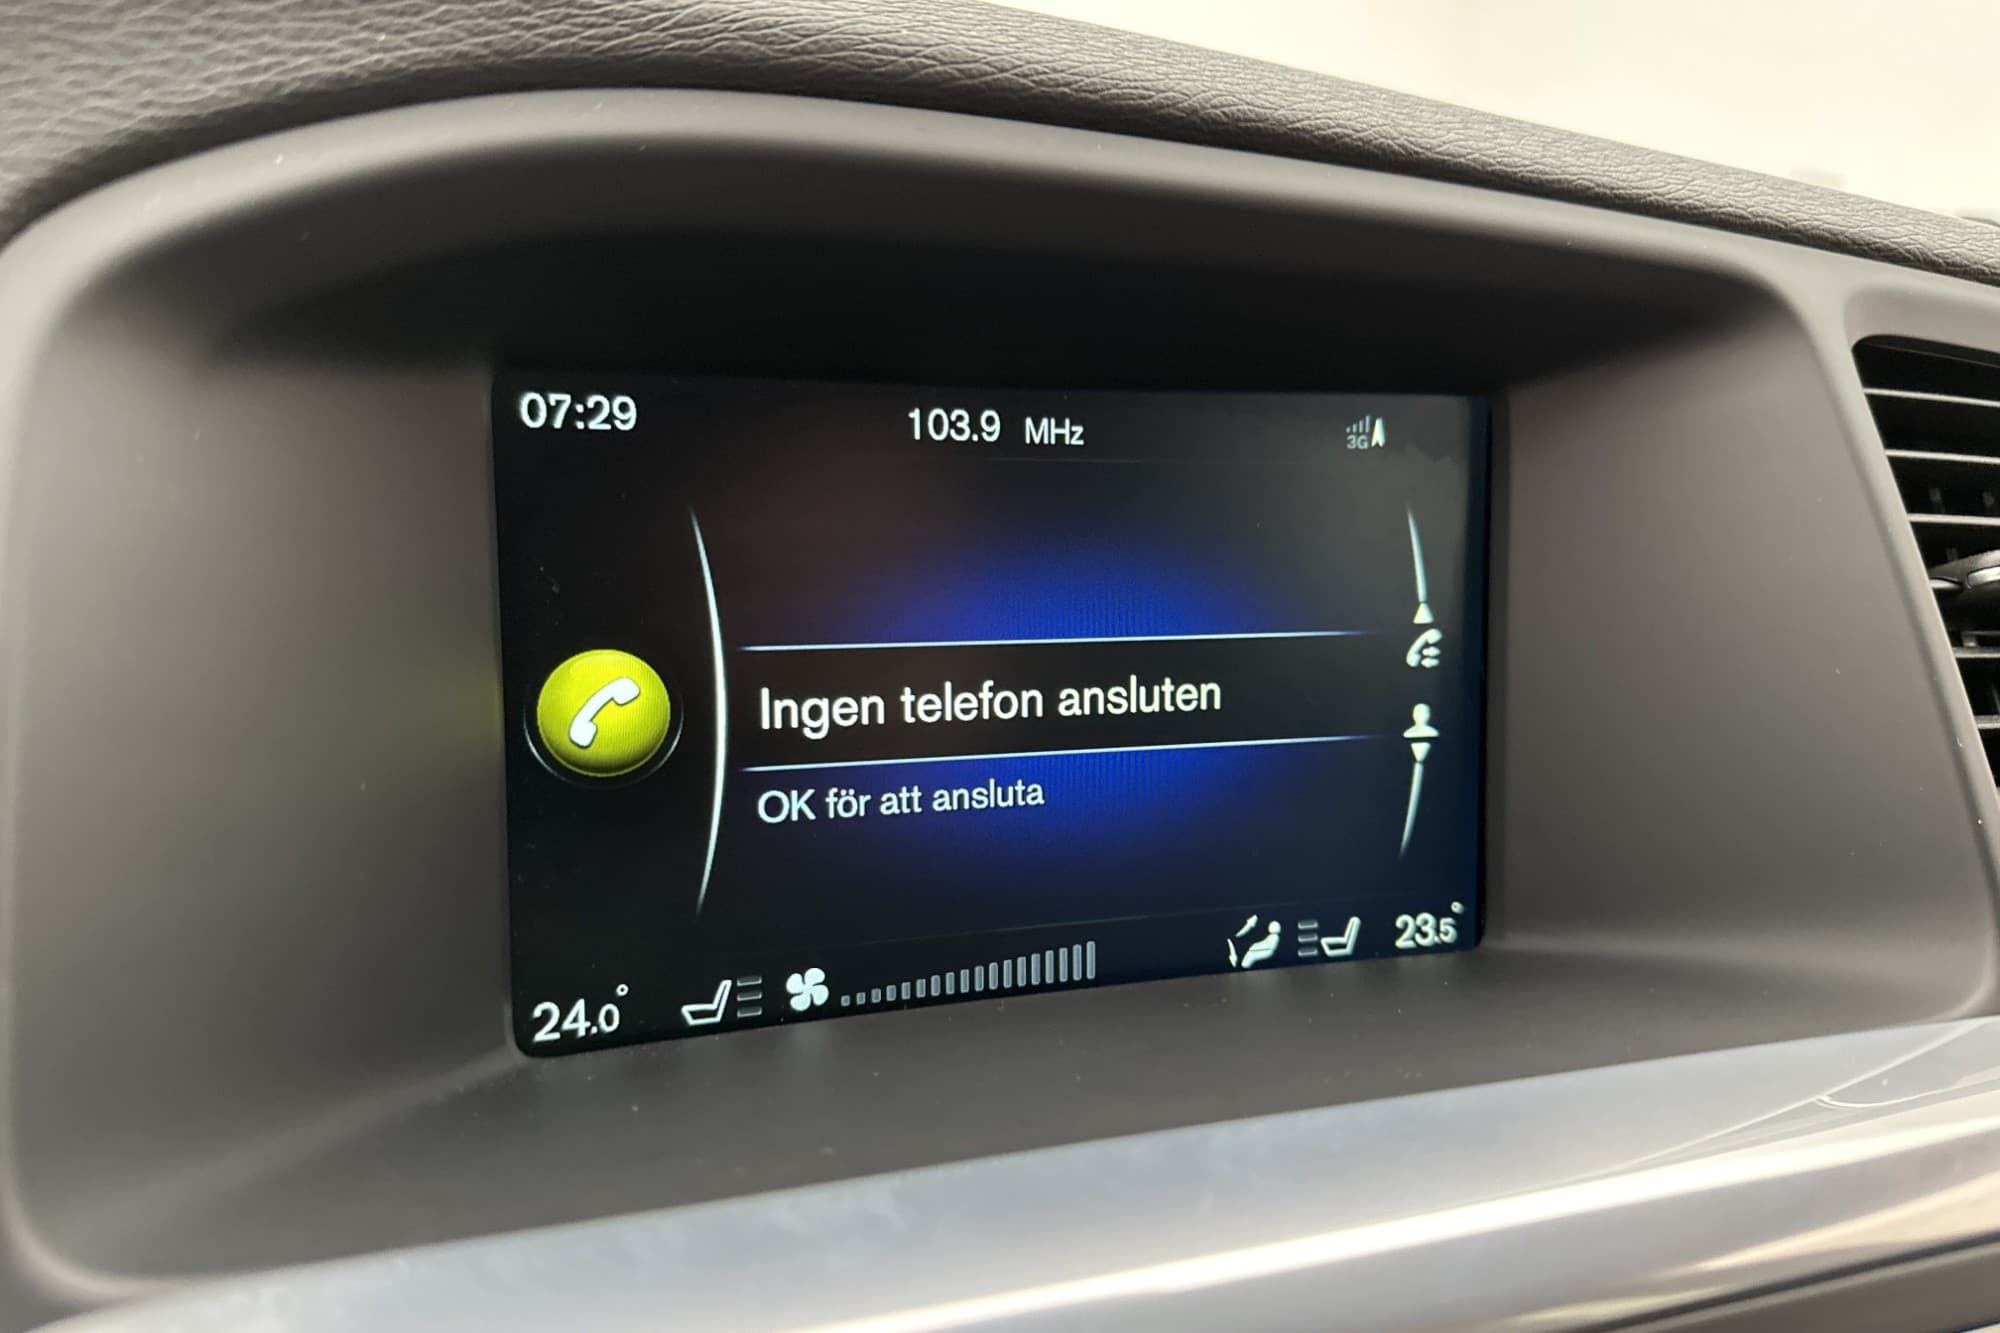 07:29
103.9 MHz
3G
Ingen telefon ansluten
OK för att ansluta
24.0°
23.5°